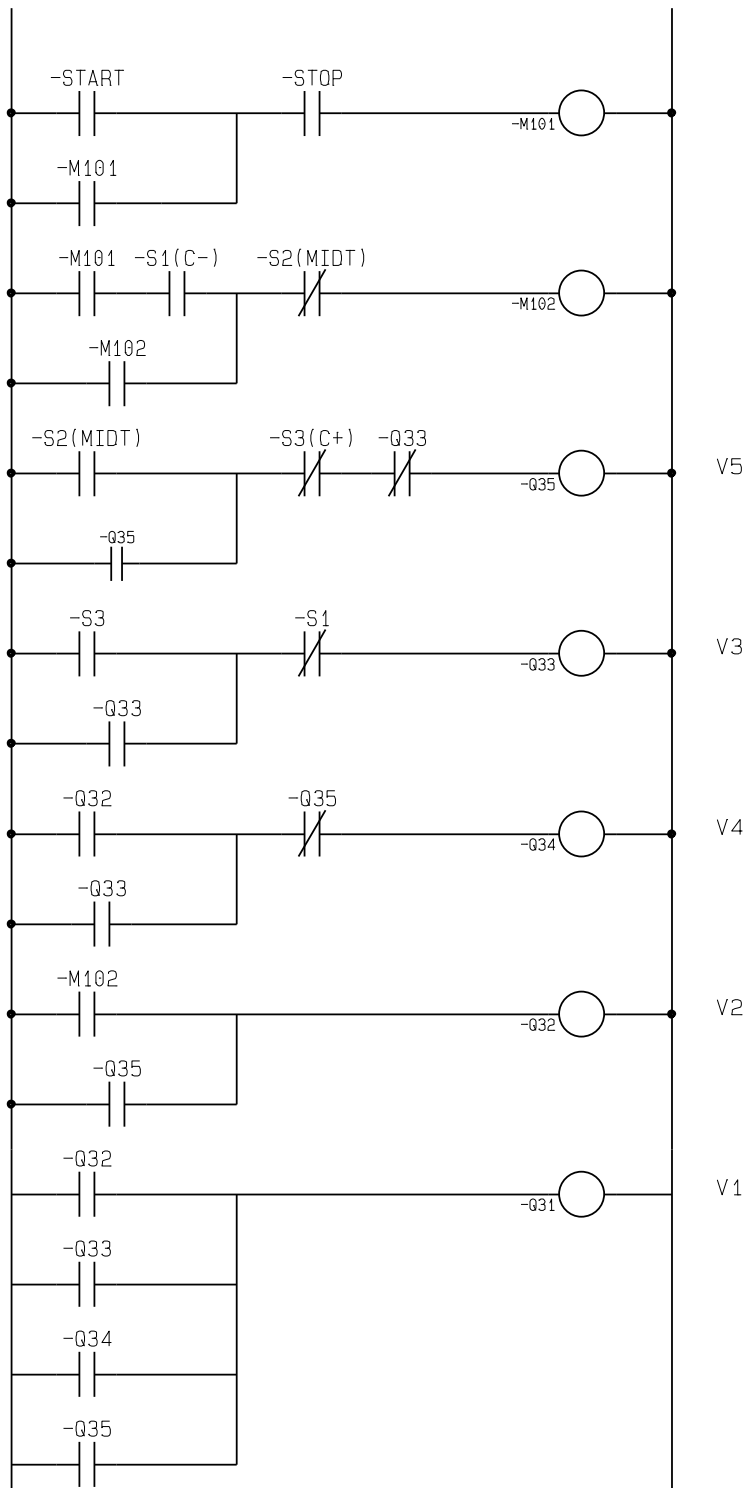 -START -STOP
-M101
-M101
-M101 -S1(C-) -S2(MIDT)
-M102
-M102
-S2(MIDT) -S3(C+) -Q33
V5
-Q35
-Q35
-S3 -S1
V3
-Q33
-Q33
-Q32 -Q35
V4
-Q34
-Q33
-M102
V2
-Q32
-Q35
-Q32
V1
-Q31
-Q33
-Q34
-Q35